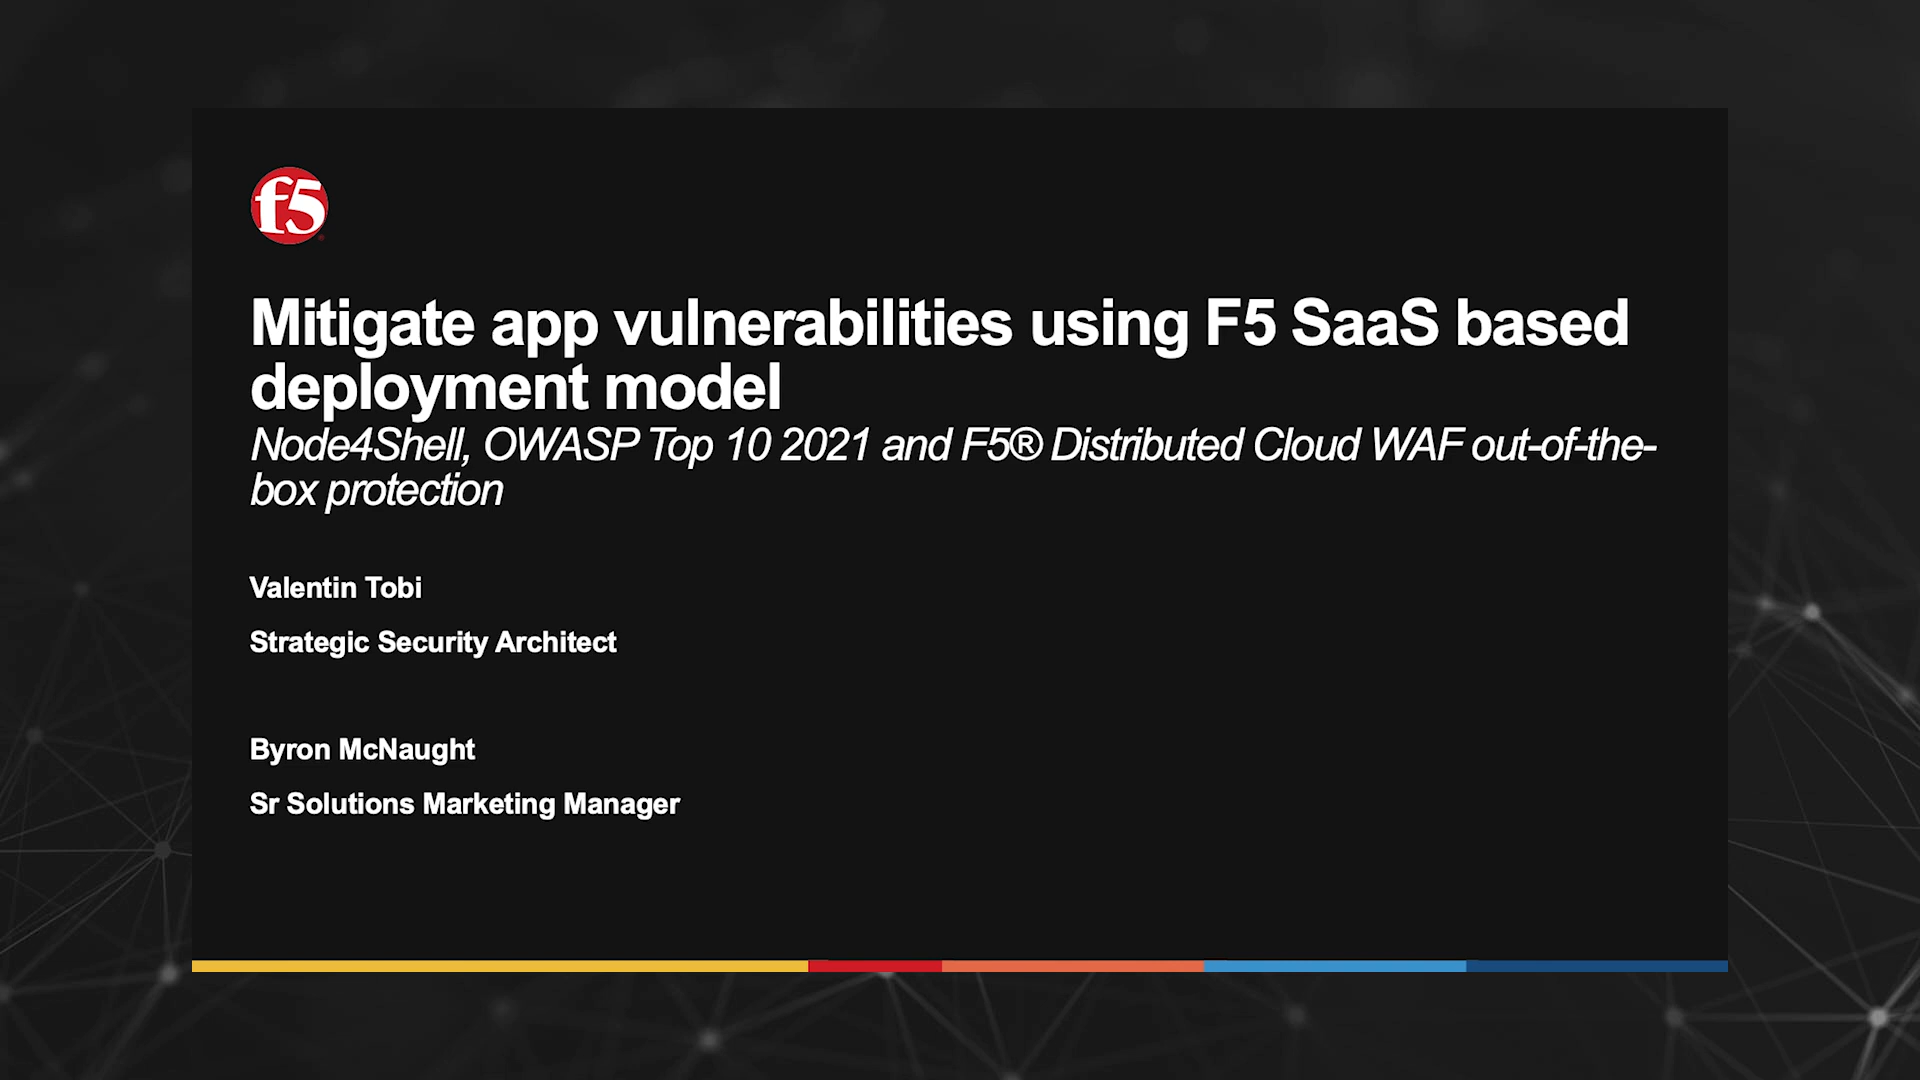 f5
Mitigate app vulnerabilities using F5 SaaS based
deployment model
Node4Shell, OWASP Top 10 2021 and F5® Distributed Cloud WAF out-of-the-
box protection
Valentin Tobi
Strategic Security Architect
Byron McNaught
Sr Solutions Marketing Manager